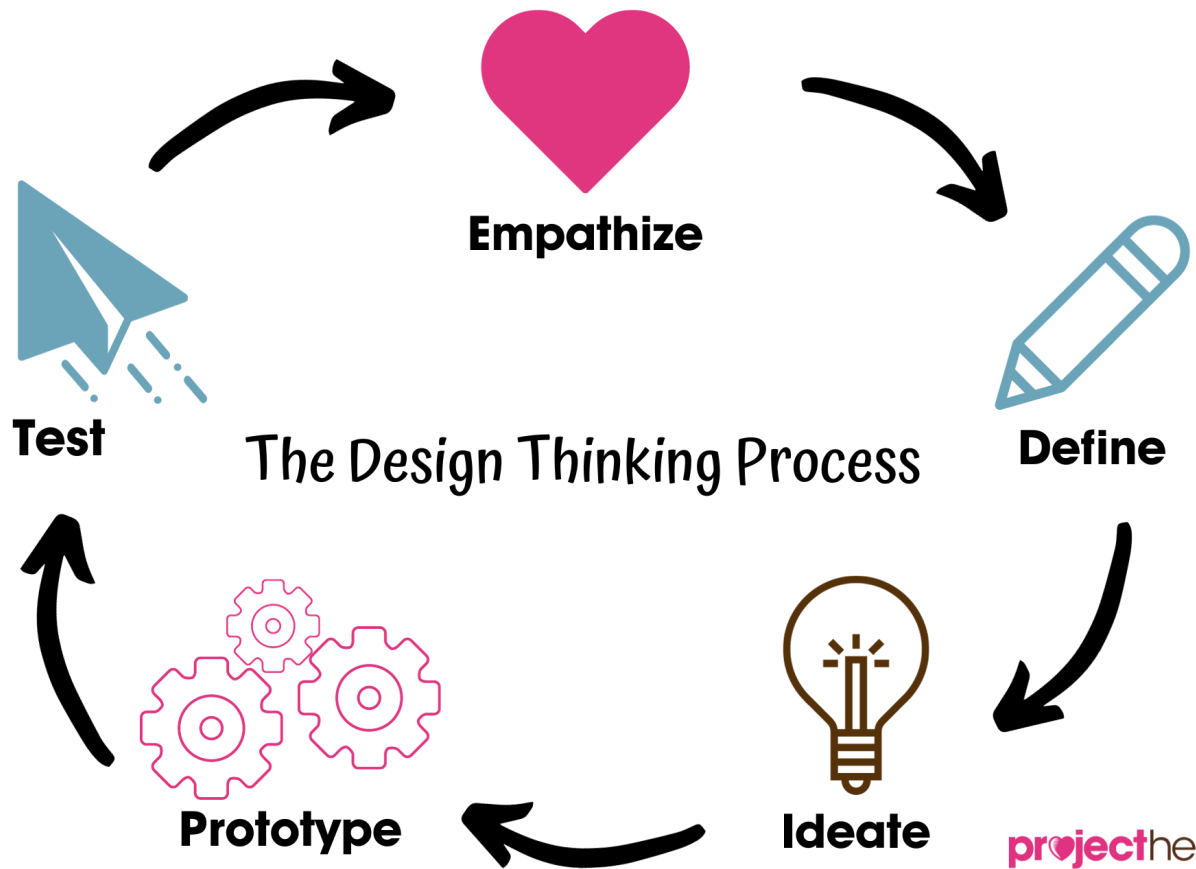 Empathize
Test
Define
The Design Thinking Process
Prototype
Ideate
projecthe